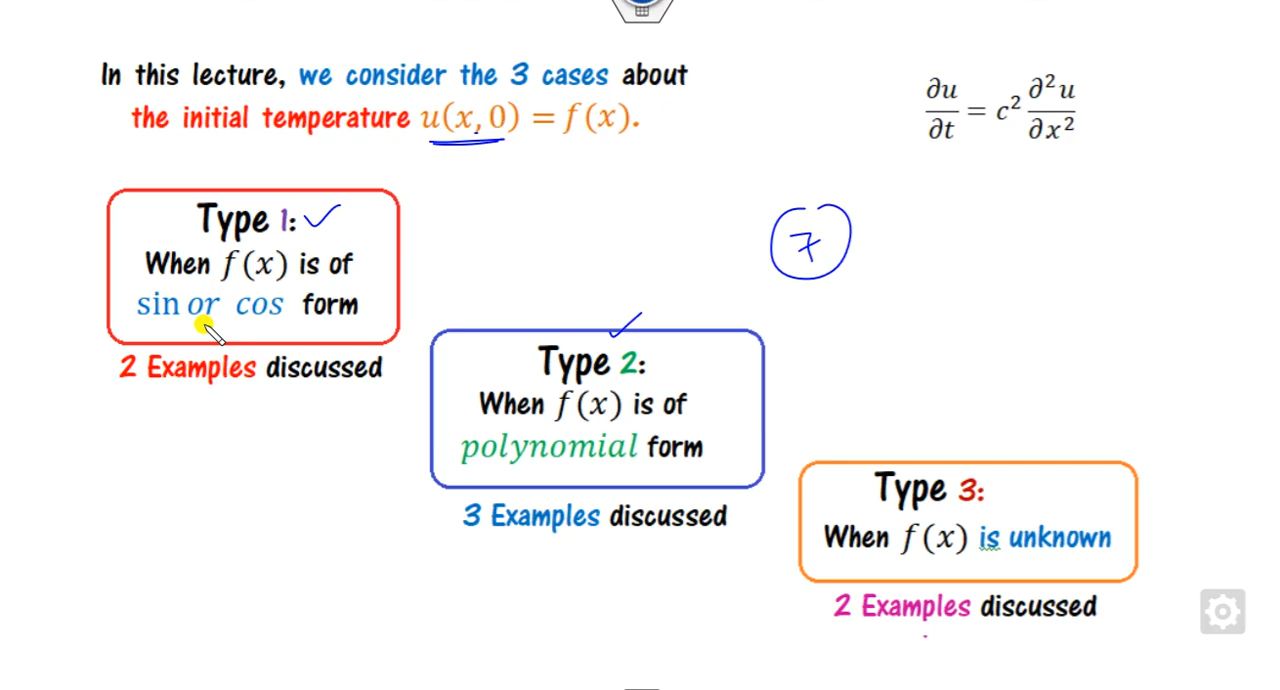 In this lecture, we consider the 3 cases about
the initial temperature u(x, 0) = f(x).
∂u/∂t = c² ∂²u/∂x²
Type 1:
When f(x) is of
sin or cos form
2 Examples discussed
7
Type 2:
When f(x) is of
polynomial form
3 Examples discussed
Type 3:
When f(x) is unknown
2 Examples discussed